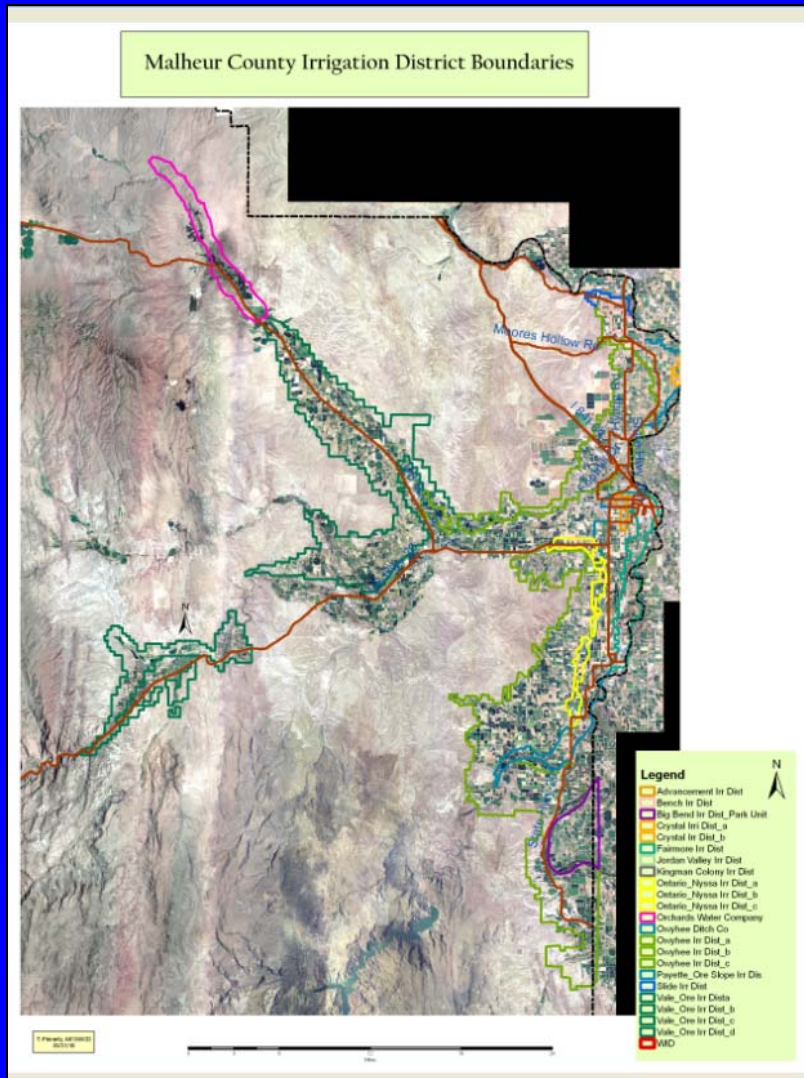 Malheur County Irrigation District Boundaries
Moores Hollow R
N
N
Legend
Advancement Irr Dist
Bench Irr Dist
Big Bend Irr Dist_Park Unit
Crystal Irri Dist_a
Crystal Irr Dist_b
Fairmore Irr Dist
Jordan Valley Irr Dist
Kingman Colony Irr Dist
Ontario_Nyssa Irr Dist_a
Ontario_Nyssa Irr Dist_b
Ontario_Nyssa Irr Dist_c
Orchards Water Company
Owyhee Ditch Co
Owyhee Irr Dist_a
Owyhee Irr Dist_b
Owyhee Irr Dist_c
Payette_Ore Slope Irr Dis
Slide Irr Dist
Vale_Ore Irr Dista
Vale_Ore Irr Dist_b
Vale_Ore Irr Dist_c
Vale_Ore Irr Dist_d
WID